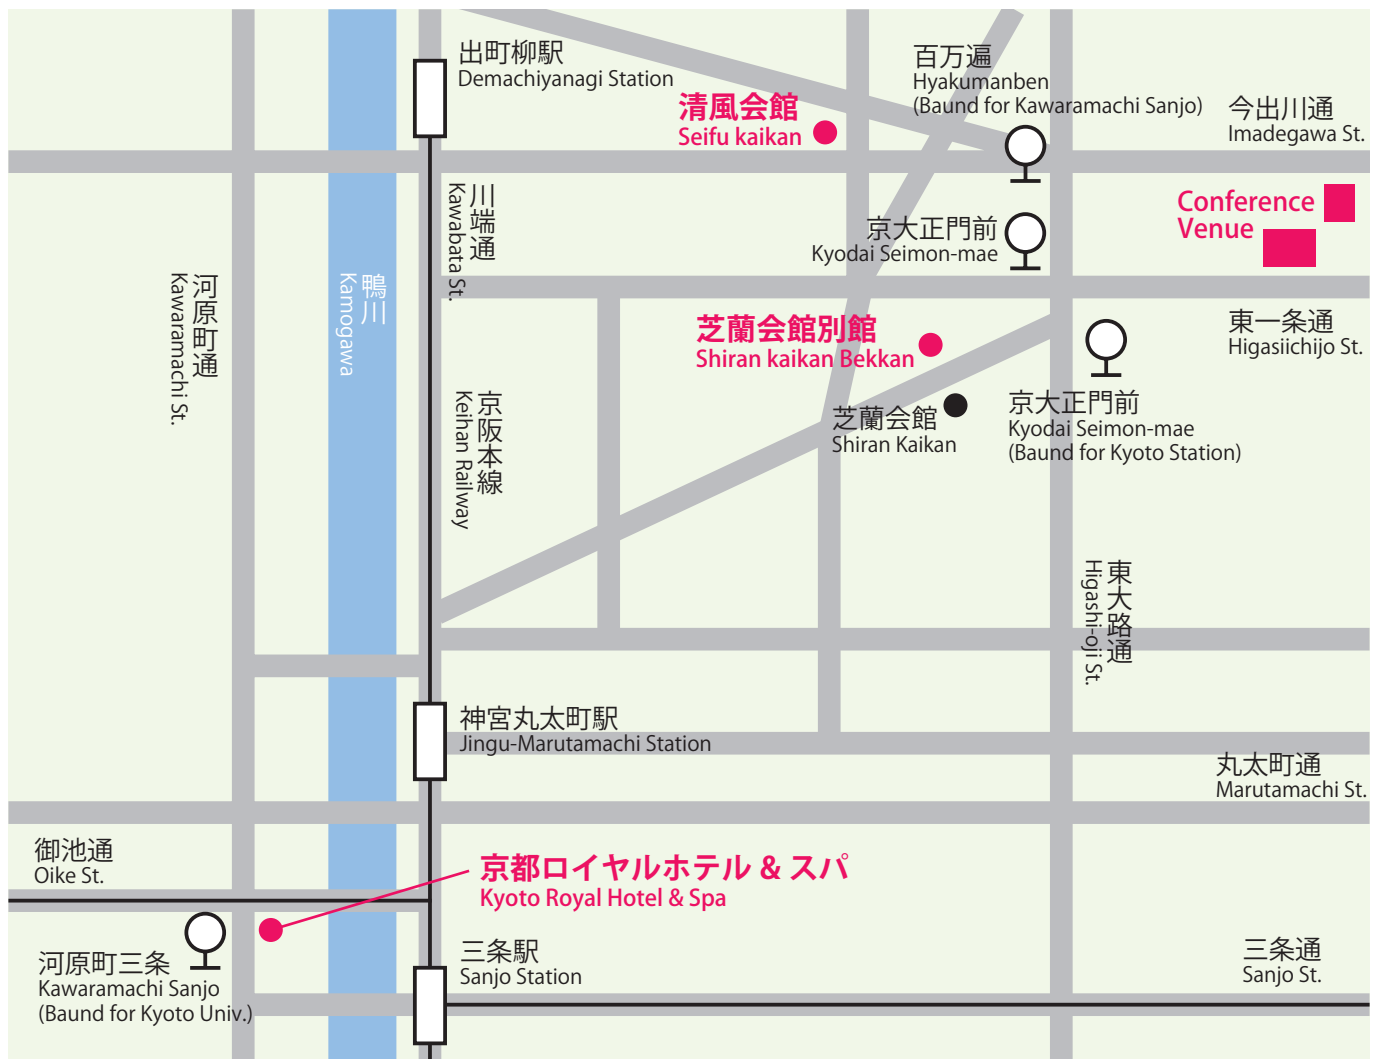 出町柳駅
Demachiyanagi Station
百万遍
Hyakumanben
(Baund for Kawaramachi Sanjo)
清風会館
Seifu kaikan
今出川通
Imadegawa St.
川端通
Kawabata St.
Conference
Venue
京大正門前
Kyodai Seimon-mae
河原町通
Kawaramachi St.
鴨川
Kamogawa
芝蘭会館別館
Shiran kaikan Bekkan
東一条通
Higasiichijo St.
京阪本線
Keihan Railway
芝蘭会館
Shiran Kaikan
京大正門前
Kyodai Seimon-mae
(Baund for Kyoto Station)
東大路通
Higashi-oji St.
神宮丸太町駅
Jingu-Marutamachi Station
丸太町通
Marutamachi St.
御池通
Oike St.
京都ロイヤルホテル & スパ
Kyoto Royal Hotel & Spa
河原町三条
Kawaramachi Sanjo
(Baund for Kyoto Univ.)
三条駅
Sanjo Station
三条通
Sanjo St.